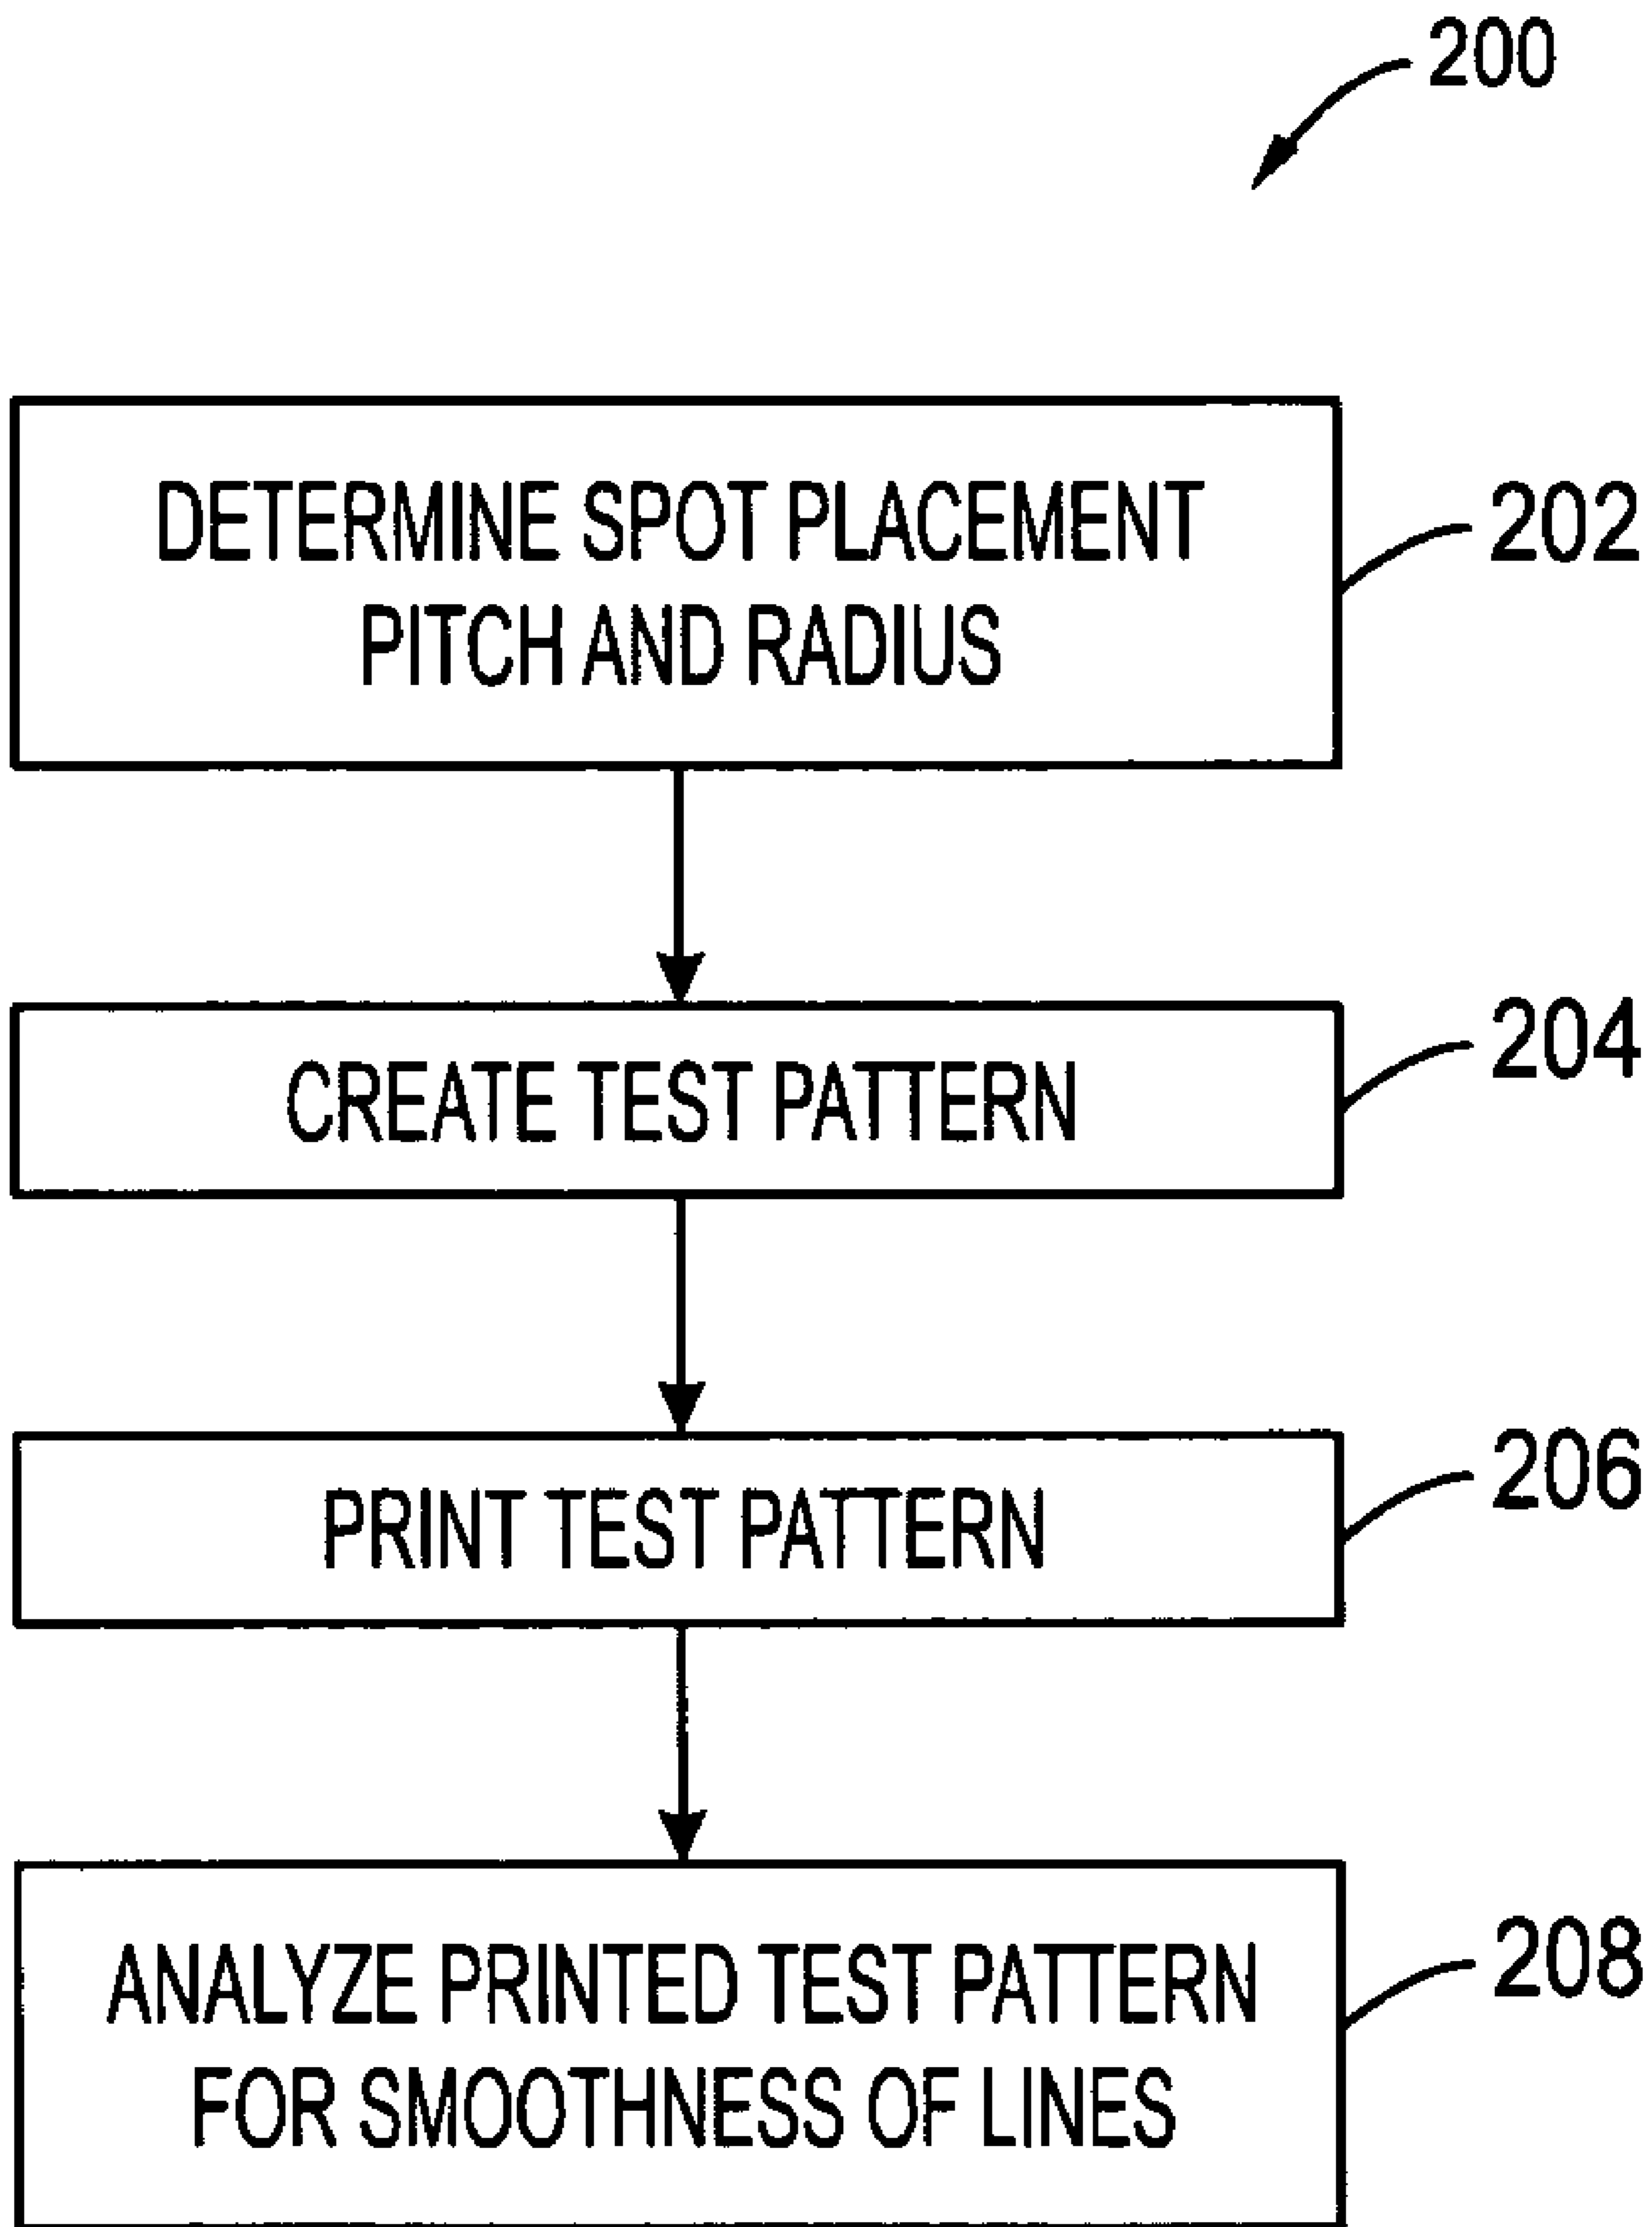 200
DETERMINE SPOT PLACEMENT
PITCH AND RADIUS
202
CREATE TEST PATTERN
204
PRINT TEST PATTERN
206
ANALYZE PRINTED TEST PATTERN
FOR SMOOTHNESS OF LINES
208